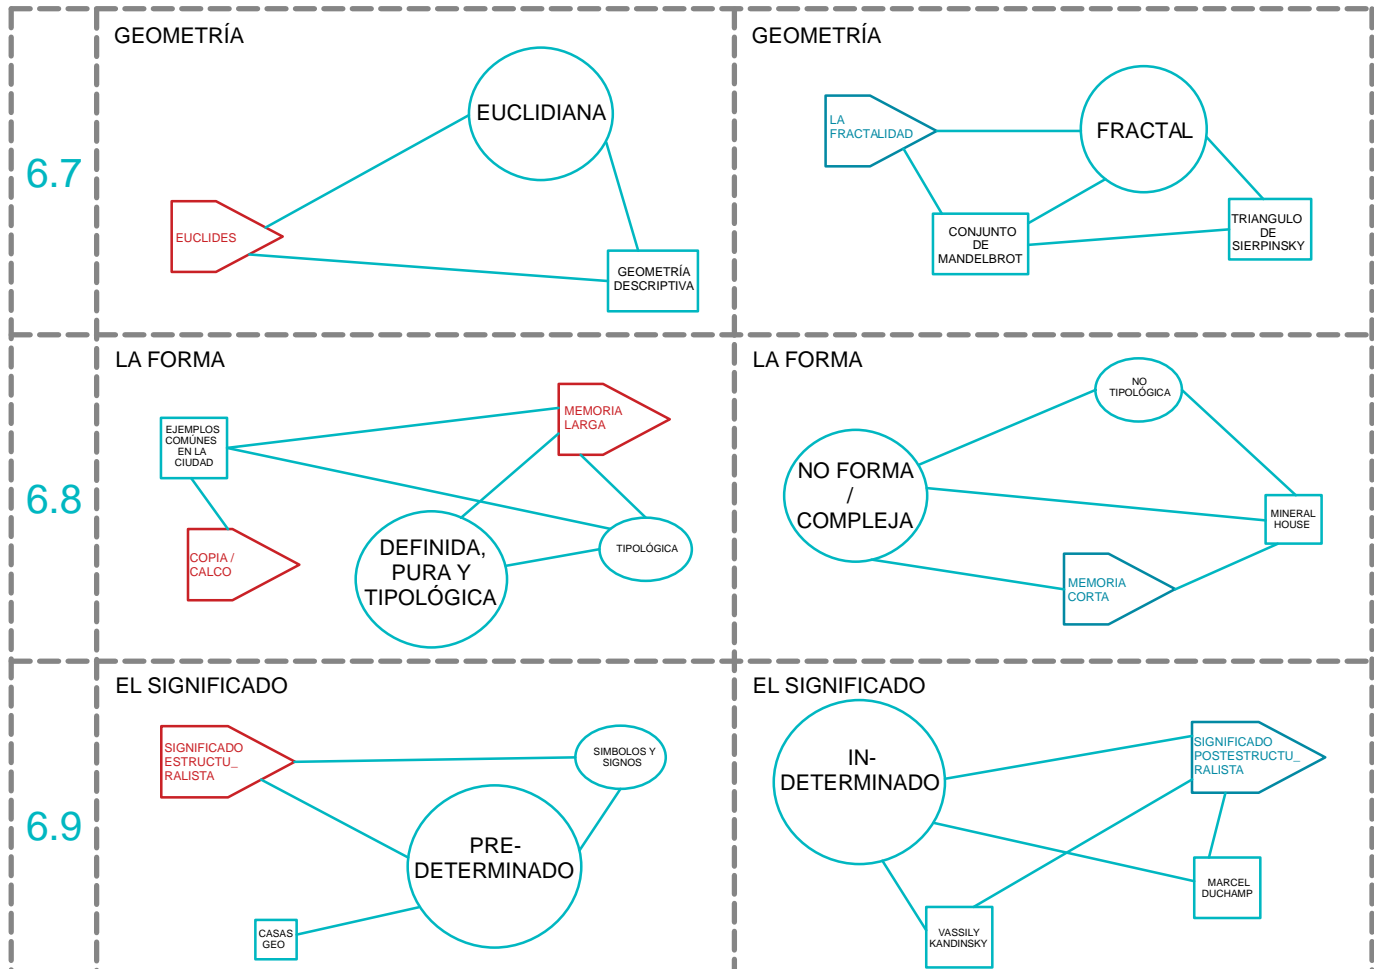 6.7
GEOMETRÍA
EUCLIDIANA
EUCLIDES
GEOMETRÍA
DESCRIPTIVA
GEOMETRÍA
LA
FRACTALIDAD
FRACTAL
CONJUNTO
DE
MANDELBROT
TRIANGULO
DE
SIERPINSKY
6.8
LA FORMA
EJEMPLOS
COMÚNES
EN LA
CIUDAD
MEMORIA
LARGA
COPIA /
CALCO
DEFINIDA,
PURA Y
TIPOLÓGICA
TIPOLÓGICA
LA FORMA
NO
TIPOLÓGICA
NO FORMA
/
COMPLEJA
MINERAL
HOUSE
MEMORIA
CORTA
6.9
EL SIGNIFICADO
SIGNIFICADO
ESTRUCTU_
RALISTA
SIMBOLOS Y
SIGNOS
PRE-
DETERMINADO
CASAS
GEO
EL SIGNIFICADO
IN-
DETERMINADO
SIGNIFICADO
POSTESTRUCTU_
RALISTA
MARCEL
DUCHAMP
VASSILY
KANDINSKY